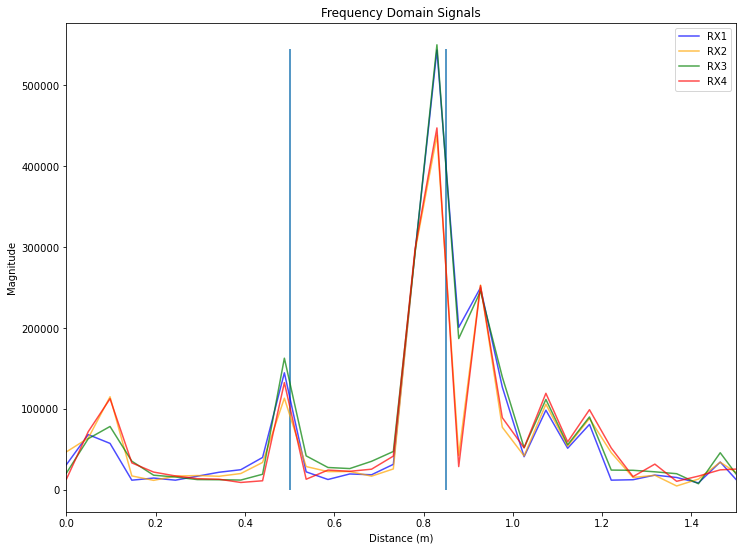 Frequency Domain Signals
RX1
RX2
RX3
RX4
500000
400000
300000
200000
100000
0
Magnitude
0.0 0.2 0.4 0.6 0.8 1.0 1.2 1.4
Distance (m)